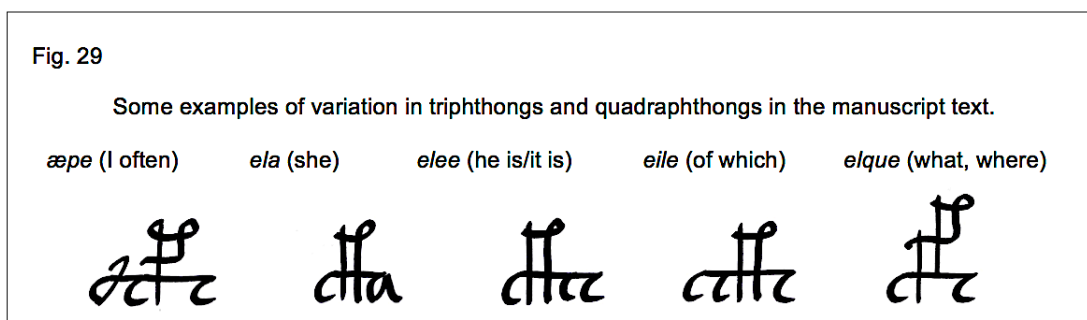 Fig. 29
Some examples of variation in triphthongs and quadraphthongs in the manuscript text.
æpe (I often) ela (she) elee (he is/it is) eile (of which) elque (what, where)